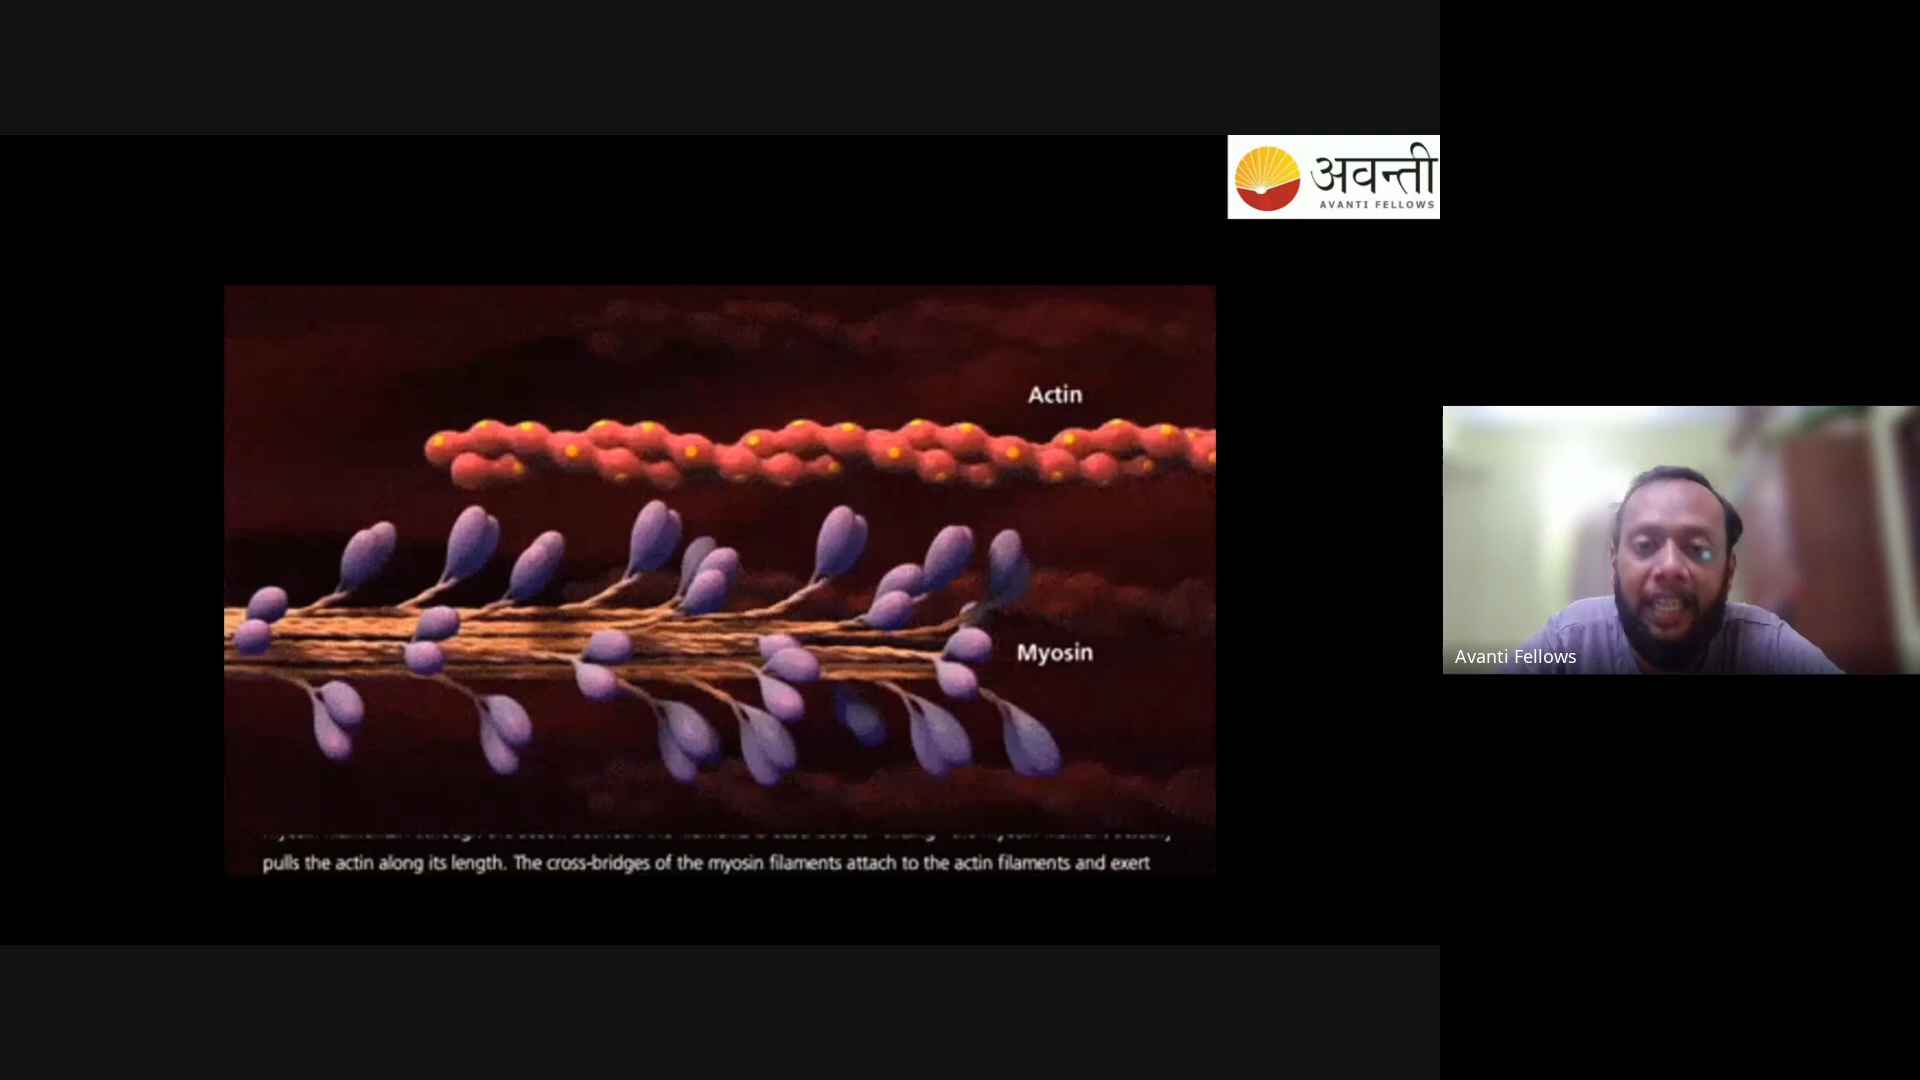 अवन्ती
AVANTI FELLOWS
Actin
Myosin
pulls the actin along its length. The cross-bridges of the myosin filaments attach to the actin filaments and exert
Avanti Fellows